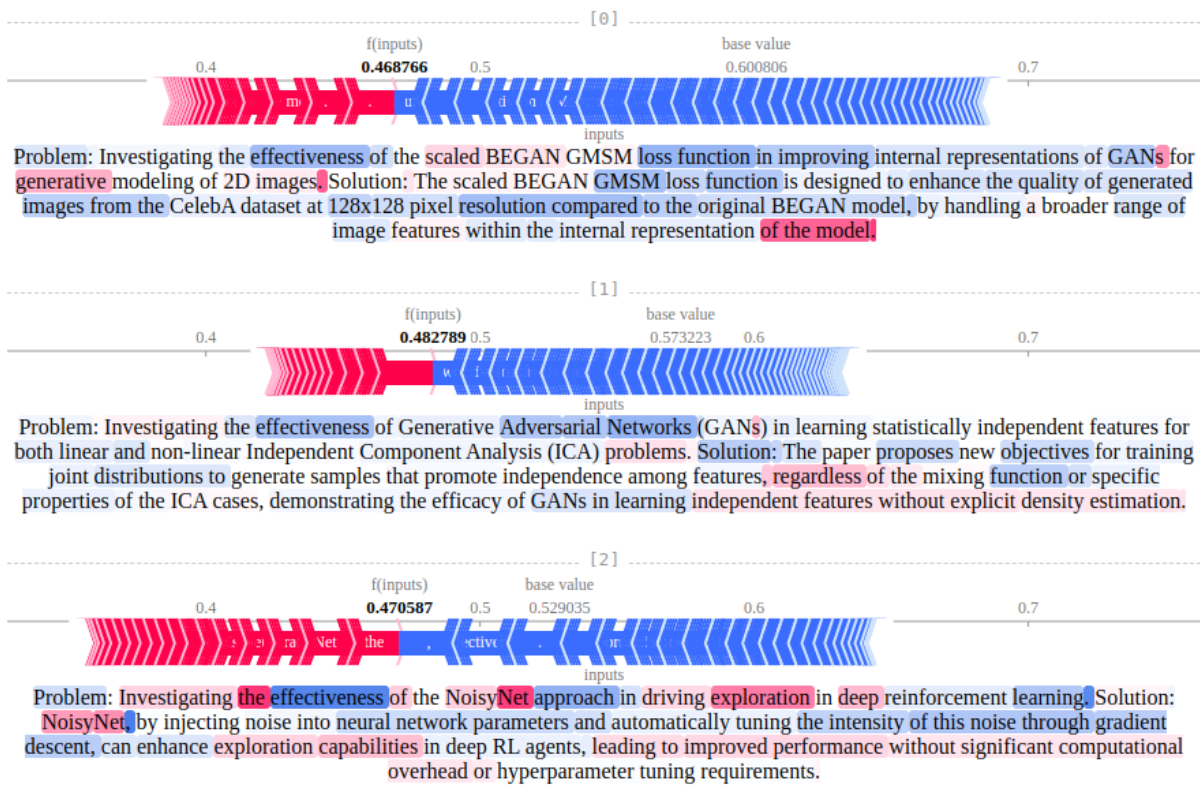 [0]
f(inputs) base value
0.4 0.468766 0.5 0.600806 0.7
inputs
Problem: Investigating the effectiveness of the scaled BEGAN GMSM loss function in improving internal representations of GANs for
generative modeling of 2D images. Solution: The scaled BEGAN GMSM loss function is designed to enhance the quality of generated
images from the CelebA dataset at 128x128 pixel resolution compared to the original BEGAN model, by handling a broader range of
image features within the internal representation of the model.
[1]
f(inputs) base value
0.4 0.482789 0.5 0.573223 0.6 0.7
inputs
Problem: Investigating the effectiveness of Generative Adversarial Networks (GANs) in learning statistically independent features for
both linear and non-linear Independent Component Analysis (ICA) problems. Solution: The paper proposes new objectives for training
joint distributions to generate samples that promote independence among features, regardless of the mixing function or specific
properties of the ICA cases, demonstrating the efficacy of GANs in learning independent features without explicit density estimation.
[2]
f(inputs) base value
0.4 0.470587 0.5 0.529035 0.6 0.7
Net the , ective .
inputs
Problem: Investigating the effectiveness of the NoisyNet approach in driving exploration in deep reinforcement learning. Solution:
NoisyNet, by injecting noise into neural network parameters and automatically tuning the intensity of this noise through gradient
descent, can enhance exploration capabilities in deep RL agents, leading to improved performance without significant computational
overhead or hyperparameter tuning requirements.